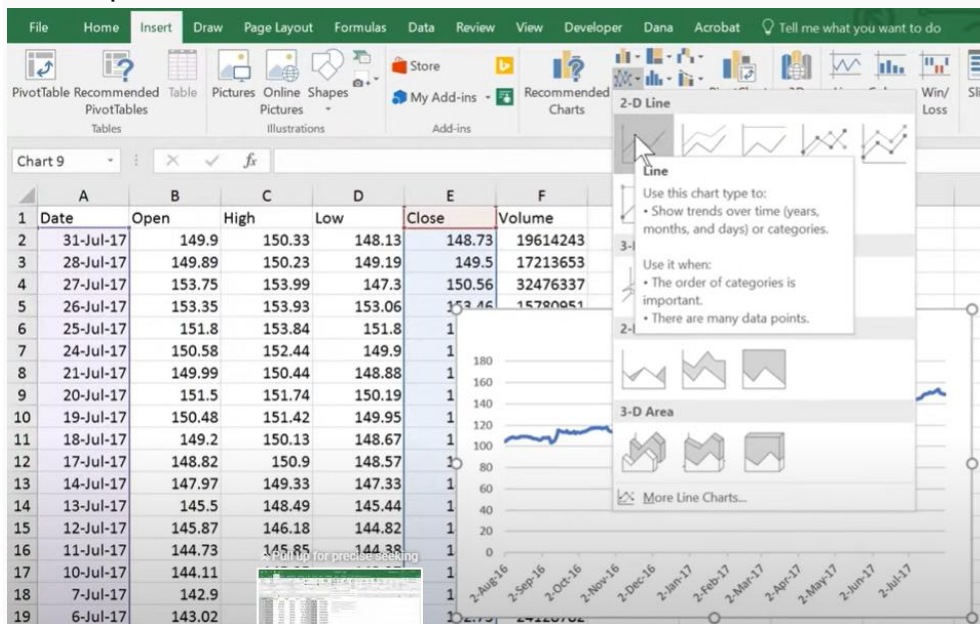 File Home Insert Draw Page Layout Formulas Data Review View Developer Dana Acrobat Tell me what you want to do
PivotTable Recommended PivotTables Table
Tables
Pictures Online Pictures Shapes
Illustrations
Store
My Add-ins
Add-ins
Recommended Charts
Win/Loss
Chart 9
fx
2-D Line
Line
Use this chart type to:
• Show trends over time (years,
months, and days) or categories.
Use it when:
• The order of categories is
important.
• There are many data points.
3-D Area
More Line Charts...
A B C D E F
1 Date Open High Low Close Volume
2 31-Jul-17 149.9 150.33 148.13 148.73 19614243
3 28-Jul-17 149.89 150.23 149.19 149.5 17213653
4 27-Jul-17 153.75 153.99 147.3 150.56 32476337
5 26-Jul-17 153.35 153.93 153.06 153.46 15780951
6 25-Jul-17 151.8 153.84 151.8
7 24-Jul-17 150.58 152.44 149.9
8 21-Jul-17 149.99 150.44 148.88
9 20-Jul-17 151.5 151.74 150.19
10 19-Jul-17 150.48 151.42 149.95
11 18-Jul-17 149.2 150.13 148.67
12 17-Jul-17 148.82 150.9 148.57
13 14-Jul-17 147.97 149.33 147.33
14 13-Jul-17 145.5 148.49 145.44
15 12-Jul-17 145.87 146.18 144.82
16 11-Jul-17 144.73 145.85 144.38
17 10-Jul-17 144.11
18 7-Jul-17 142.9
19 6-Jul-17 143.02
Pull up for precise seeking
180
160
140
120
100
80
60
40
20
0
2-Aug-16 2-Sep-16 2-Oct-16 2-Nov-16 2-Dec-16 2-Jan-17 2-Feb-17 2-Mar-17 2-Apr-17 2-May-17 2-Jun-17 2-Jul-17